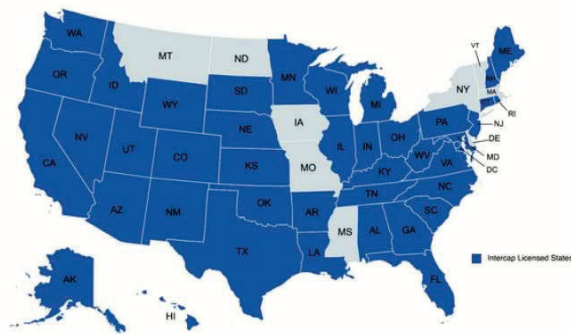 WA
MT
ND
MN
VT
ME
OR
ID
SD
WI
MI
NY
NH
MA
CT
RI
WY
IA
PA
NJ
NV
NE
IL
IN
OH
DE
CA
UT
CO
KS
MO
KY
WV
VA
MD
DC
AZ
NM
OK
AR
TN
NC
SC
TX
LA
MS
AL
GA
Intercap Licensed States
AK
HI
FL